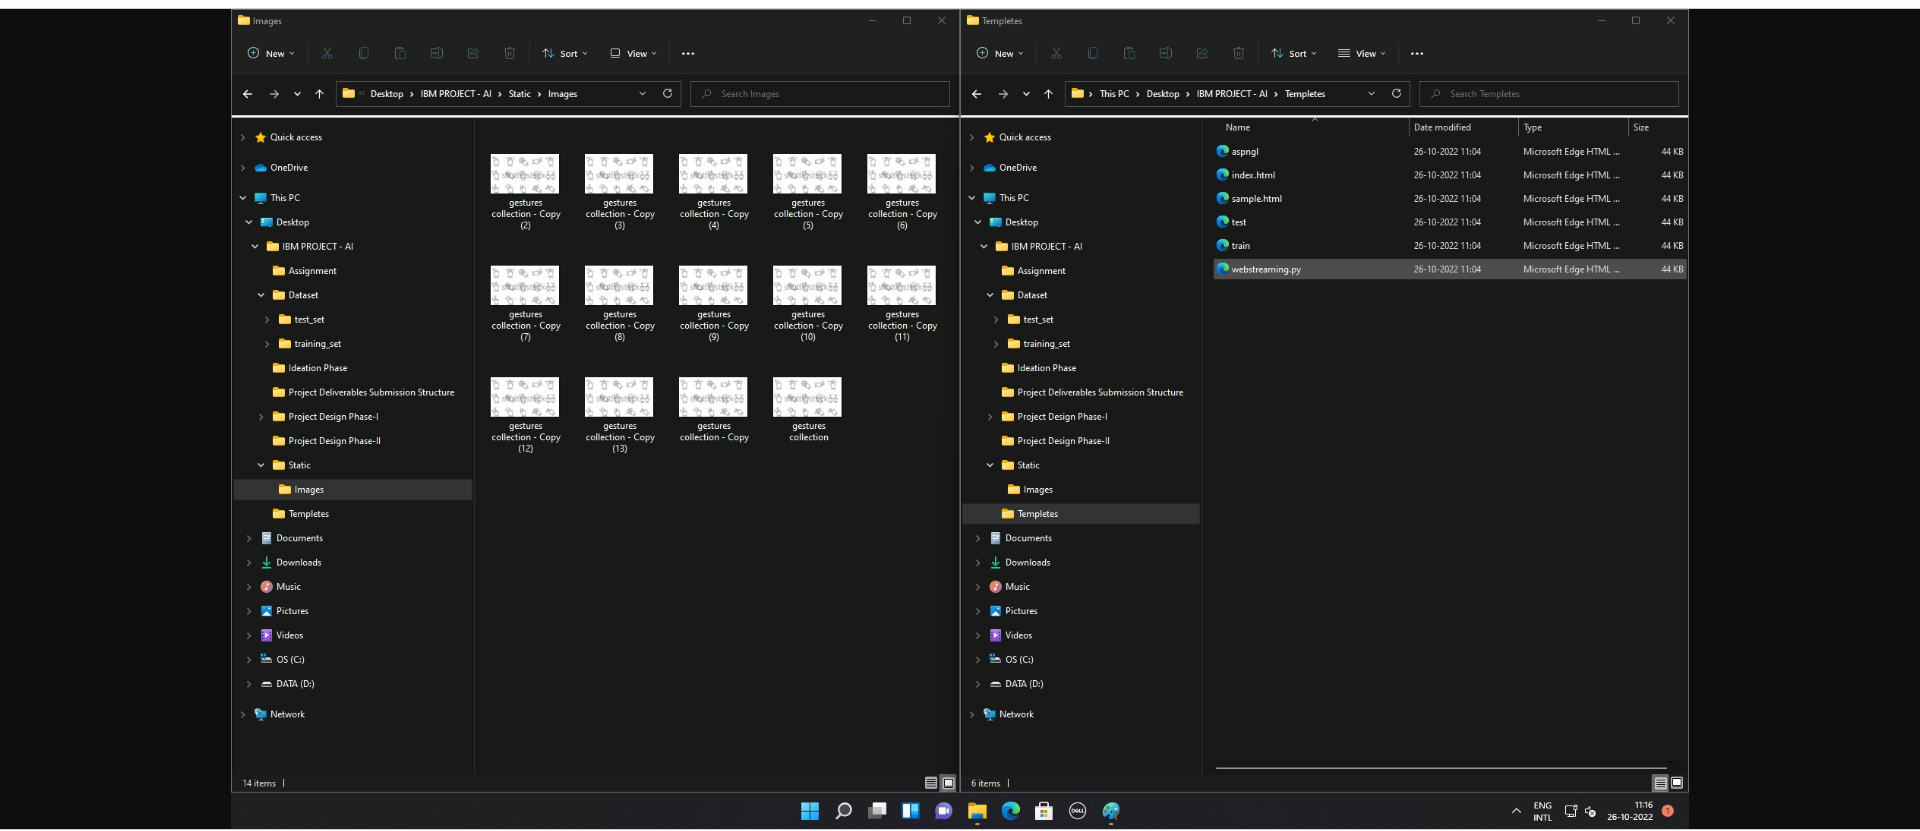 Images
New
Sort
View
Desktop > IBM PROJECT - AI > Static > Images
Search Images
Quick access
OneDrive
This PC
Desktop
IBM PROJECT - AI
Assignment
Dataset
test_set
training_set
Ideation Phase
Project Deliverables Submission Structure
Project Design Phase-I
Project Design Phase-II
Static
Images
Templetes
Documents
Downloads
Music
Pictures
Videos
OS (C:)
DATA (D:)
Network
gestures
collection - Copy
(2)
gestures
collection - Copy
(3)
gestures
collection - Copy
(4)
gestures
collection - Copy
(5)
gestures
collection - Copy
(6)
gestures
collection - Copy
(7)
gestures
collection - Copy
(8)
gestures
collection - Copy
(9)
gestures
collection - Copy
(10)
gestures
collection - Copy
(11)
gestures
collection - Copy
(12)
gestures
collection - Copy
(13)
gestures
collection - Copy
gestures
collection
14 items
Templetes
New
Sort
View
This PC > Desktop > IBM PROJECT - AI > Templetes
Search Templetes
Quick access
OneDrive
This PC
Desktop
IBM PROJECT - AI
Assignment
Dataset
test_set
training_set
Ideation Phase
Project Deliverables Submission Structure
Project Design Phase-I
Project Design Phase-II
Static
Images
Templetes
Documents
Downloads
Music
Pictures
Videos
OS (C:)
DATA (D:)
Network
Name Date modified Type Size
aspngl 26-10-2022 11:04 Microsoft Edge HTML ... 44 KB
index.html 26-10-2022 11:04 Microsoft Edge HTML ... 44 KB
sample.html 26-10-2022 11:04 Microsoft Edge HTML ... 44 KB
test 26-10-2022 11:04 Microsoft Edge HTML ... 44 KB
train 26-10-2022 11:04 Microsoft Edge HTML ... 44 KB
webstreaming.py 26-10-2022 11:04 Microsoft Edge HTML ... 44 KB
6 items
DELL
ENG
INTL
11:16
26-10-2022
1